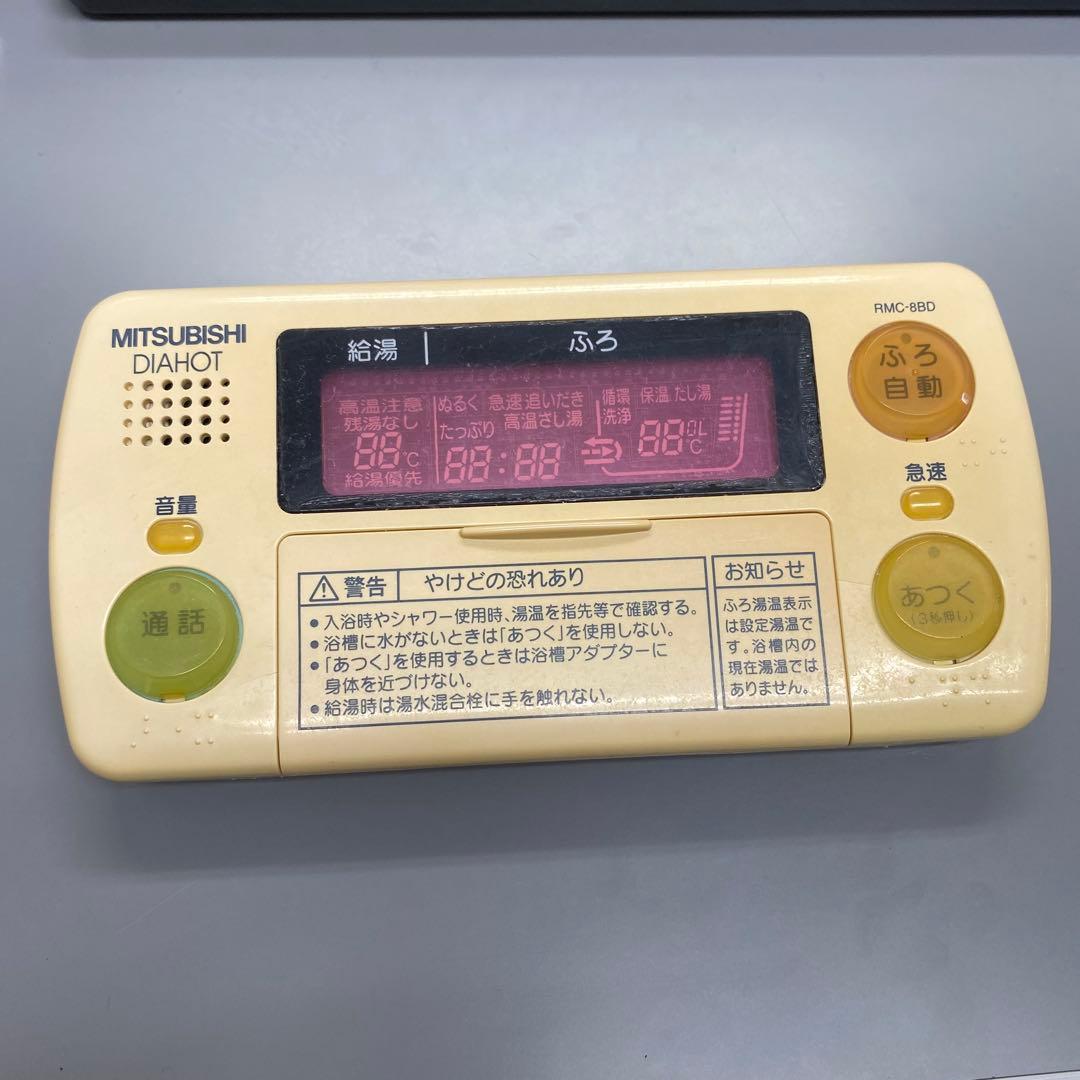 RMC-8BD
MITSUBISHI
DIAHOT
給湯 ふろ
高温注意
残湯なし
88℃
給湯優先
ぬるく 急速 追いだき
たっぷり 高温さし湯
88:88
循環 保温 たし湯
洗浄
880L
℃
ふろ
自動
音量
急速
通話
あつく
(3秒押し)
警告 やけどの恐れあり
●入浴時やシャワー使用時、湯温を指先等で確認する。
●浴槽に水がないときは「あつく」を使用しない。
●「あつく」を使用するときは浴槽アダプターに
身体を近づけない。
●給湯時は湯水混合栓に手を触れない。
お知らせ
ふろ湯温表示
は設定湯温で
す。浴槽内の
現在湯温では
ありません。